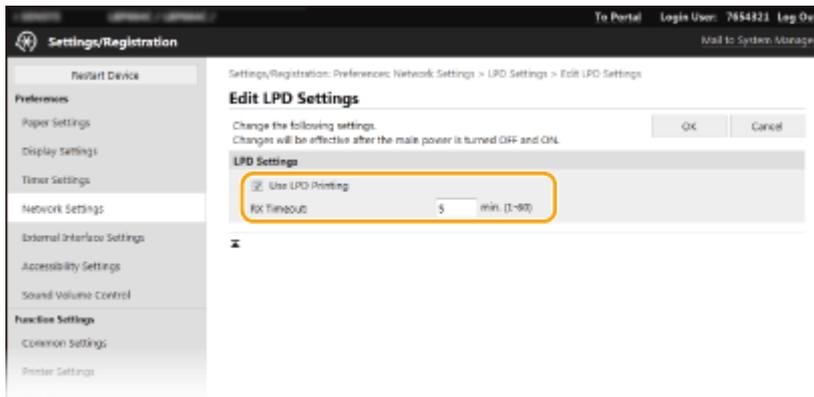 To Portal Login User: 7654321 Log Ou
Settings/Registration
Mail to System Manage
Restart Device
Settings/Registration: Preferences: Network Settings > LPD Settings > Edit LPD Settings
Preferences
Edit LPD Settings
Paper Settings
Change the following settings.
OK
Cancel
Changes will be effective after the main power is turned OFF and ON.
Display Settings
LPD Settings
Timer Settings
Use LPD Printing
Network Settings
RX Timeout: 5 min. (1-60)
External Interface Settings
Accessibility Settings
Sound Volume Control
Function Settings
Common Settings
Printer Settings